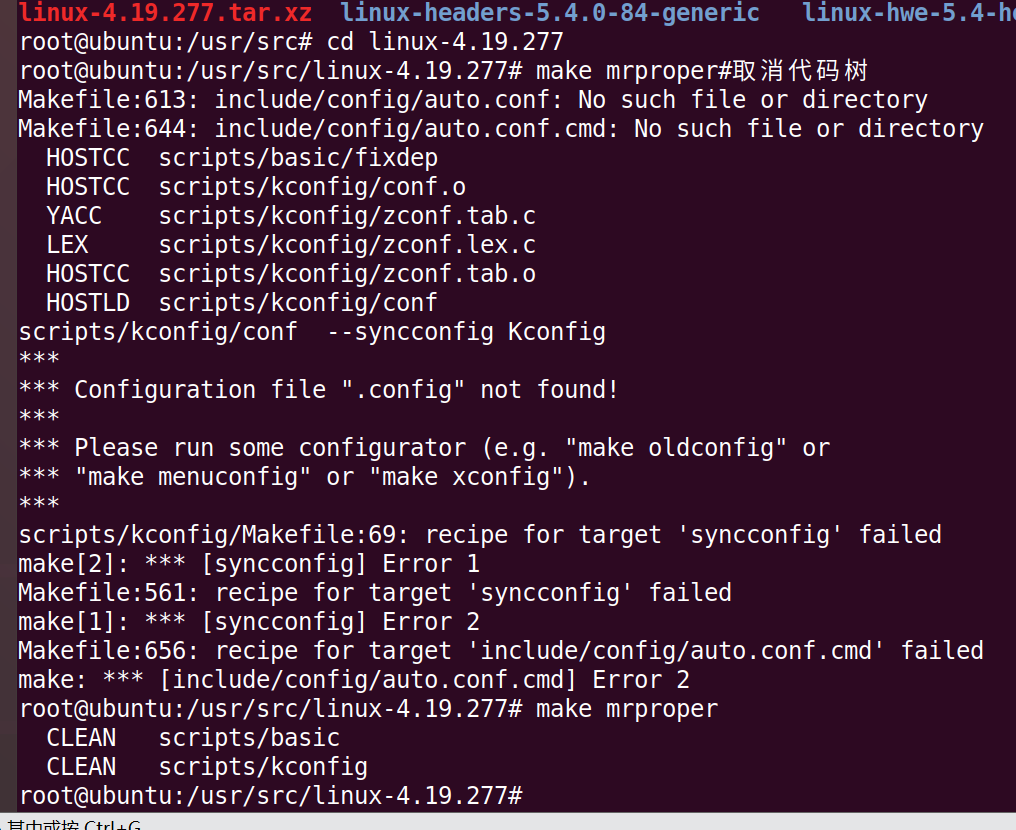 linux-4.19.277.tar.xz  linux-headers-5.4.0-84-generic   linux-hwe-5.4-he
root@ubuntu:/usr/src# cd linux-4.19.277
root@ubuntu:/usr/src/linux-4.19.277# make mrproper#取消代码树
Makefile:613: include/config/auto.conf: No such file or directory
Makefile:644: include/config/auto.conf.cmd: No such file or directory
  HOSTCC  scripts/basic/fixdep
  HOSTCC  scripts/kconfig/conf.o
  YACC    scripts/kconfig/zconf.tab.c
  LEX     scripts/kconfig/zconf.lex.c
  HOSTCC  scripts/kconfig/zconf.tab.o
  HOSTLD  scripts/kconfig/conf
scripts/kconfig/conf  --syncconfig Kconfig
***
*** Configuration file ".config" not found!
***
*** Please run some configurator (e.g. "make oldconfig" or
*** "make menuconfig" or "make xconfig").
***
scripts/kconfig/Makefile:69: recipe for target 'syncconfig' failed
make[2]: *** [syncconfig] Error 1
Makefile:561: recipe for target 'syncconfig' failed
make[1]: *** [syncconfig] Error 2
Makefile:656: recipe for target 'include/config/auto.conf.cmd' failed
make: *** [include/config/auto.conf.cmd] Error 2
root@ubuntu:/usr/src/linux-4.19.277# make mrproper
  CLEAN   scripts/basic
  CLEAN   scripts/kconfig
root@ubuntu:/usr/src/linux-4.19.277#
其中或按 Ctrl+G